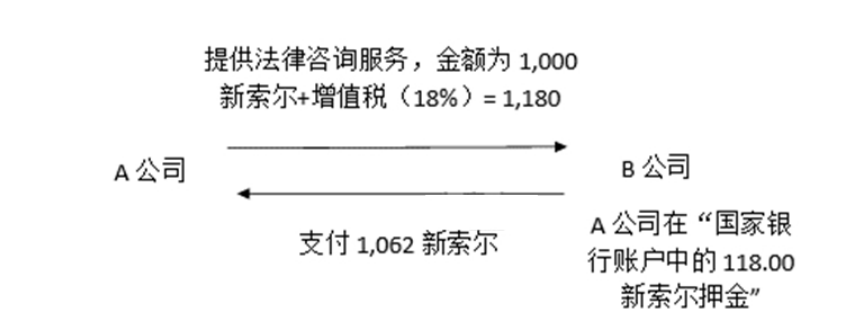 提供法律咨询服务，金额为 1,000
新索尔+增值税（18%）= 1,180
A 公司
B 公司
支付 1,062 新索尔
A 公司在“国家银
行账户中的 118.00
新索尔押金”